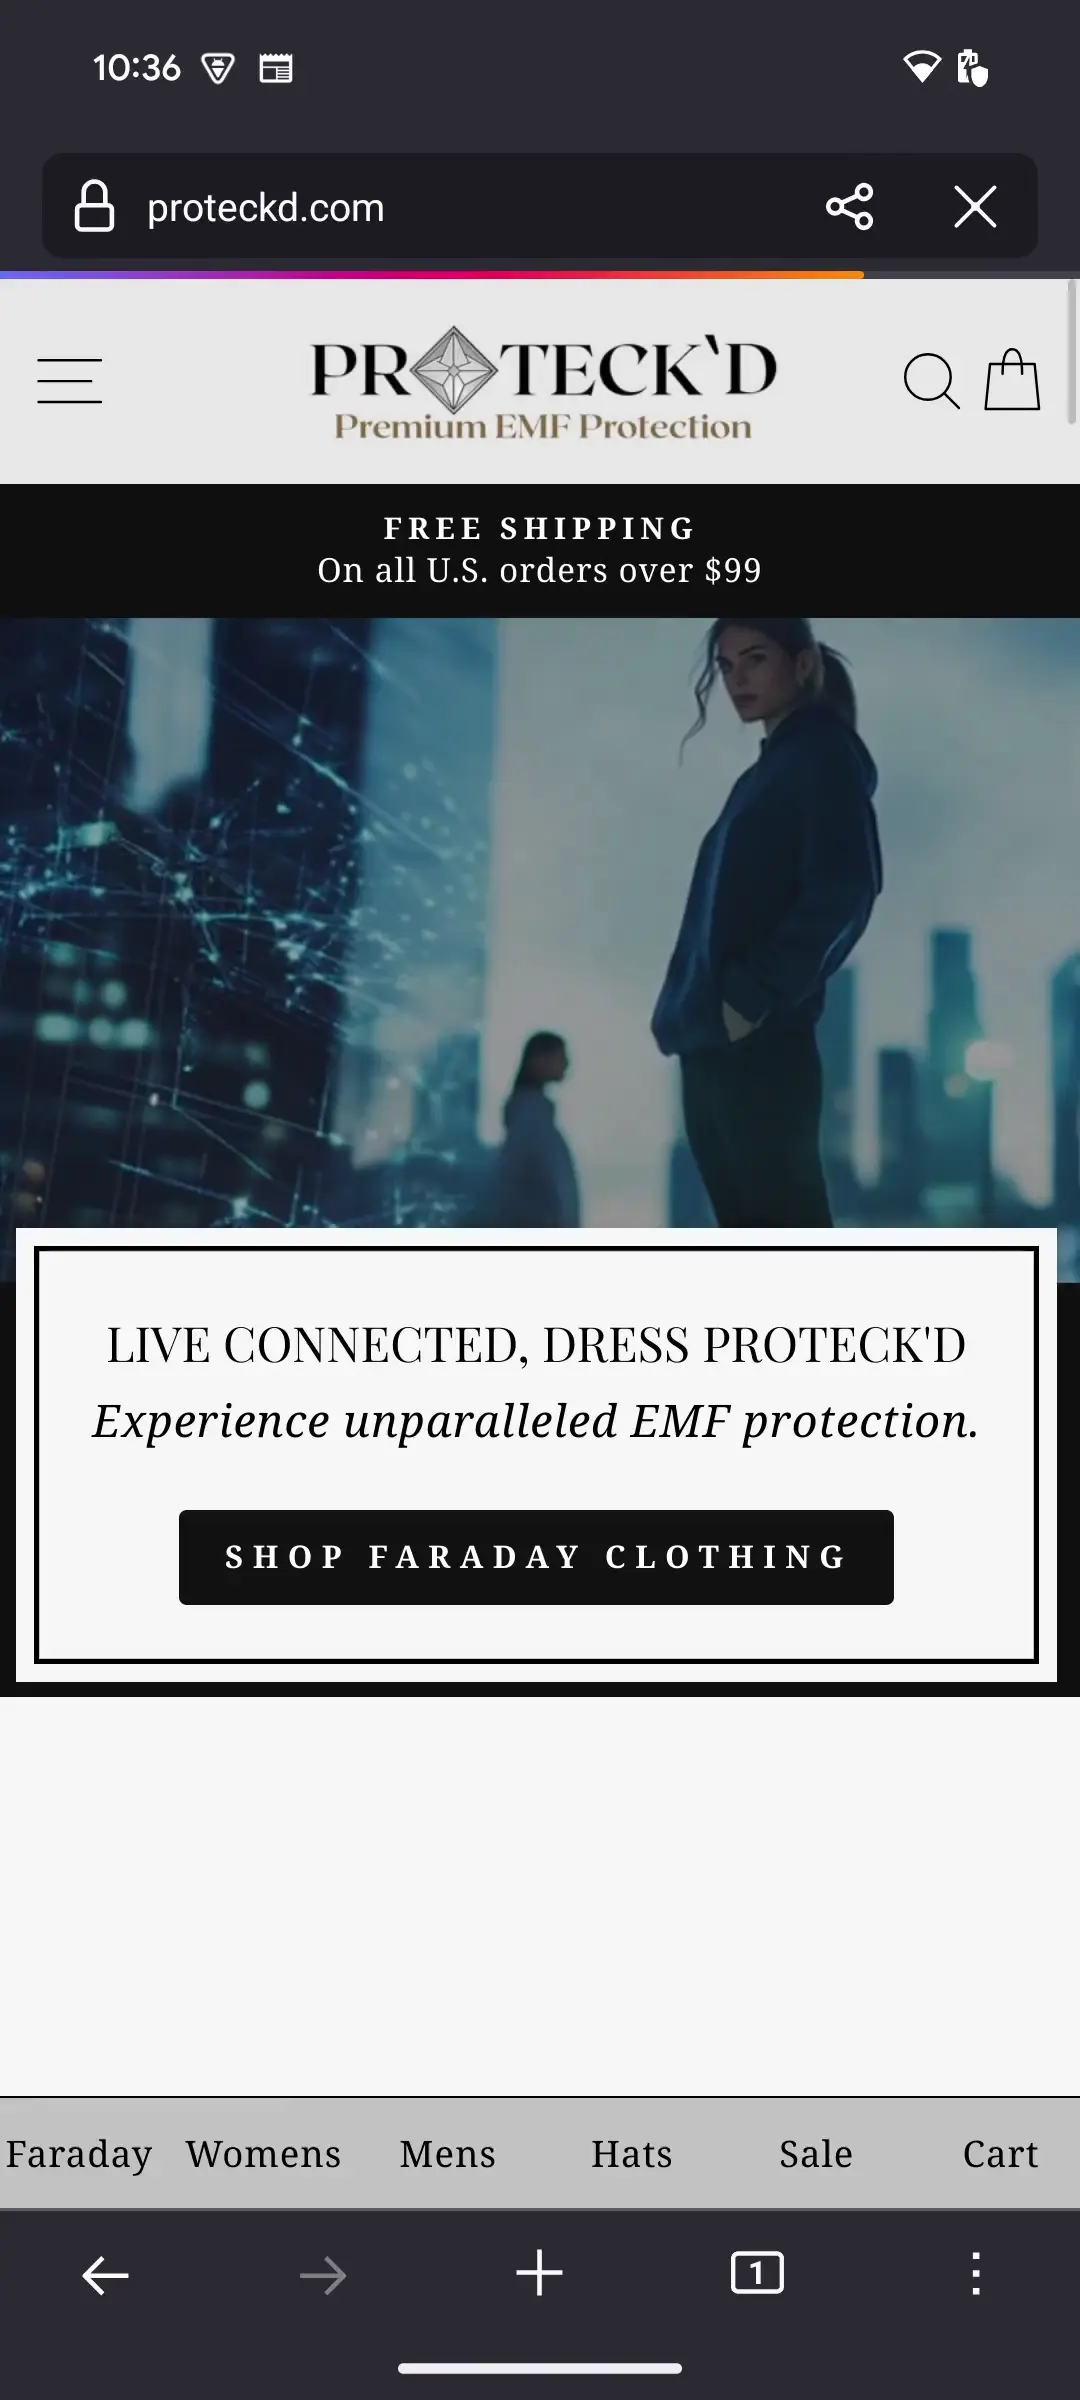 10:36
proteckd.com
PROTECK'D
Premium EMF Protection
FREE SHIPPING
On all U.S. orders over $99
LIVE CONNECTED, DRESS PROTECK'D
Experience unparalleled EMF protection.
SHOP FARADAY CLOTHING
Faraday Womens Mens Hats Sale Cart
1